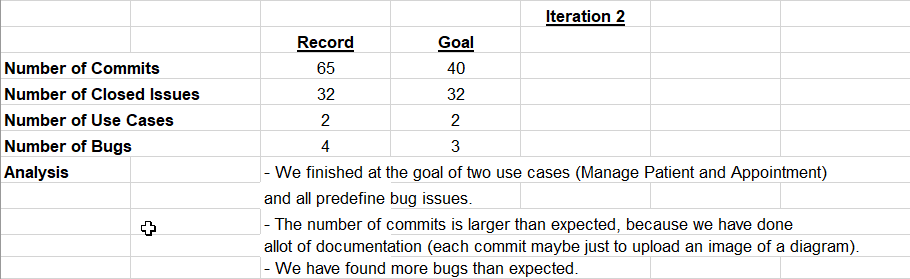 Iteration 2
Record Goal
Number of Commits 65 40
Number of Closed Issues 32 32
Number of Use Cases 2 2
Number of Bugs 4 3
Analysis - We finished at the goal of two use cases (Manage Patient and Appointment)
and all predefine bug issues.
- The number of commits is larger than expected, because we have done
allot of documentation (each commit maybe just to upload an image of a diagram).
- We have found more bugs than expected.